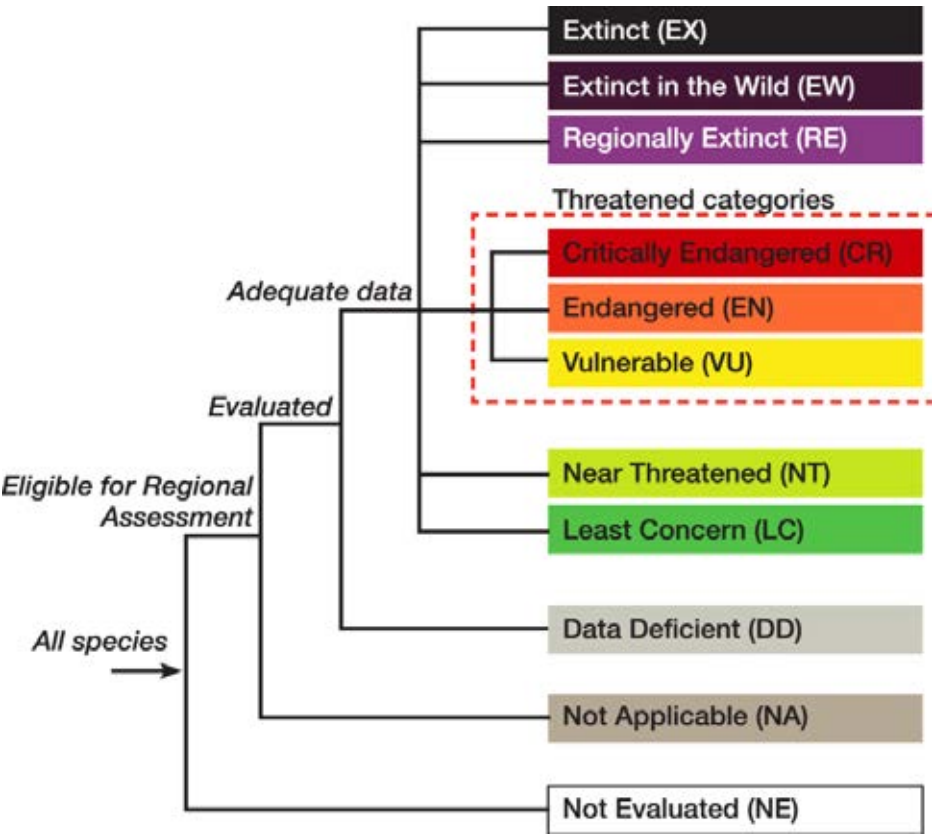 Extinct (EX)
Extinct in the Wild (EW)
Regionally Extinct (RE)
Threatened categories
Critically Endangered (CR)
Adequate data
Endangered (EN)
Vulnerable (VU)
Evaluated
Near Threatened (NT)
Eligible for Regional
Assessment
Least Concern (LC)
Data Deficient (DD)
All species
Not Applicable (NA)
Not Evaluated (NE)